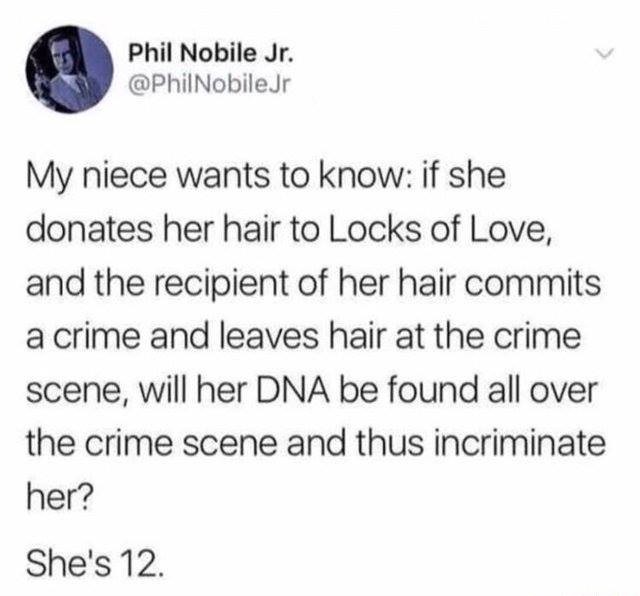 Phil Nobile Jr.
@PhilNobileJr
My niece wants to know: if she
donates her hair to Locks of Love,
and the recipient of her hair commits
a crime and leaves hair at the crime
scene, will her DNA be found all over
the crime scene and thus incriminate
her?
She's 12.